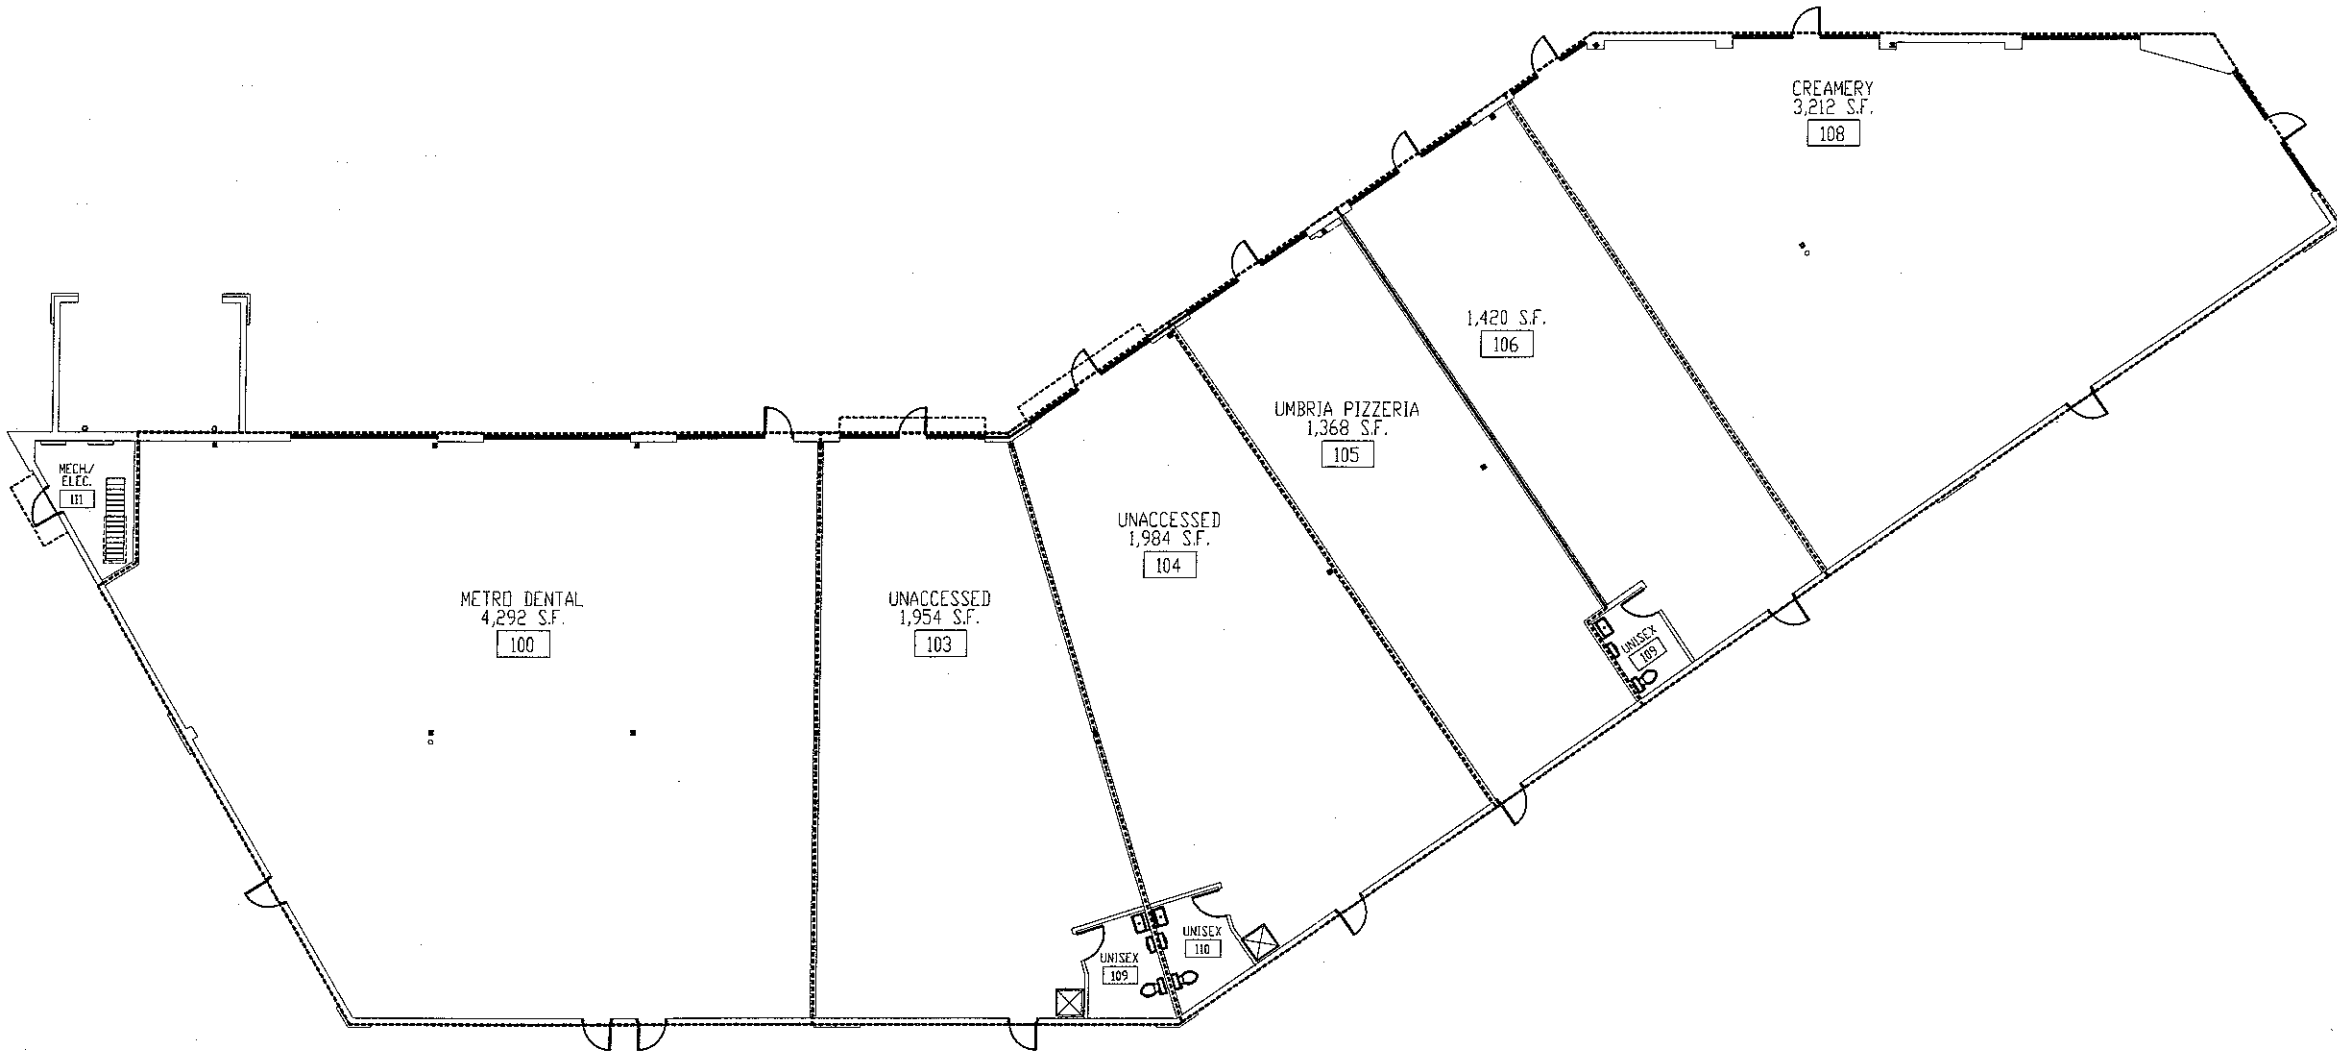 CREAMERY
3,212 S.F.
108
1,420 S.F.
106
UMBRIA PIZZERIA
1,368 S.F.
105
MECH./
ELEC.
111
UNACCESSED
1,984 S.F.
104
METRO DENTAL
4,292 S.F.
100
UNACCESSED
1,954 S.F.
103
UNISEX
109
UNISEX
110
UNISEX
109